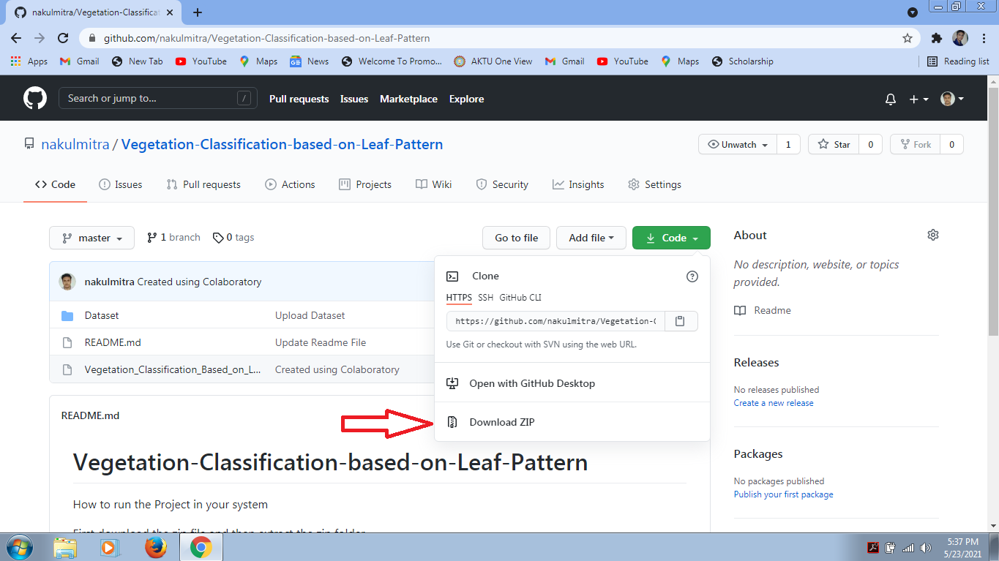 nakulmitra/Vegetation-Classificat
github.com/nakulmitra/Vegetation-Classification-based-on-Leaf-Pattern
Apps Gmail New Tab YouTube Maps News Welcome To Promo... AKTU One View Gmail YouTube Maps Scholarship Reading list
Search or jump to... / Pull requests Issues Marketplace Explore
nakulmitra / Vegetation-Classification-based-on-Leaf-Pattern Unwatch 1 Star 0 Fork 0
Code Issues Pull requests Actions Projects Wiki Security Insights Settings
master 1 branch 0 tags Go to file Add file Code
nakulmitra Created using Colaboratory
Dataset Upload Dataset
README.md Update Readme File
Vegetation_Classification_Based_on_L... Created using Colaboratory
Clone
HTTPS SSH GitHub CLI
https://github.com/nakulmitra/Vegetation-C
Use Git or checkout with SVN using the web URL.
Open with GitHub Desktop
Download ZIP
README.md
Vegetation-Classification-based-on-Leaf-Pattern
How to run the Project in your system
First download the zip file and then extract the zip folder
About
No description, website, or topics
provided.
Readme
Releases
No releases published
Create a new release
Packages
No packages published
Publish your first package
5:37 PM
5/23/2021